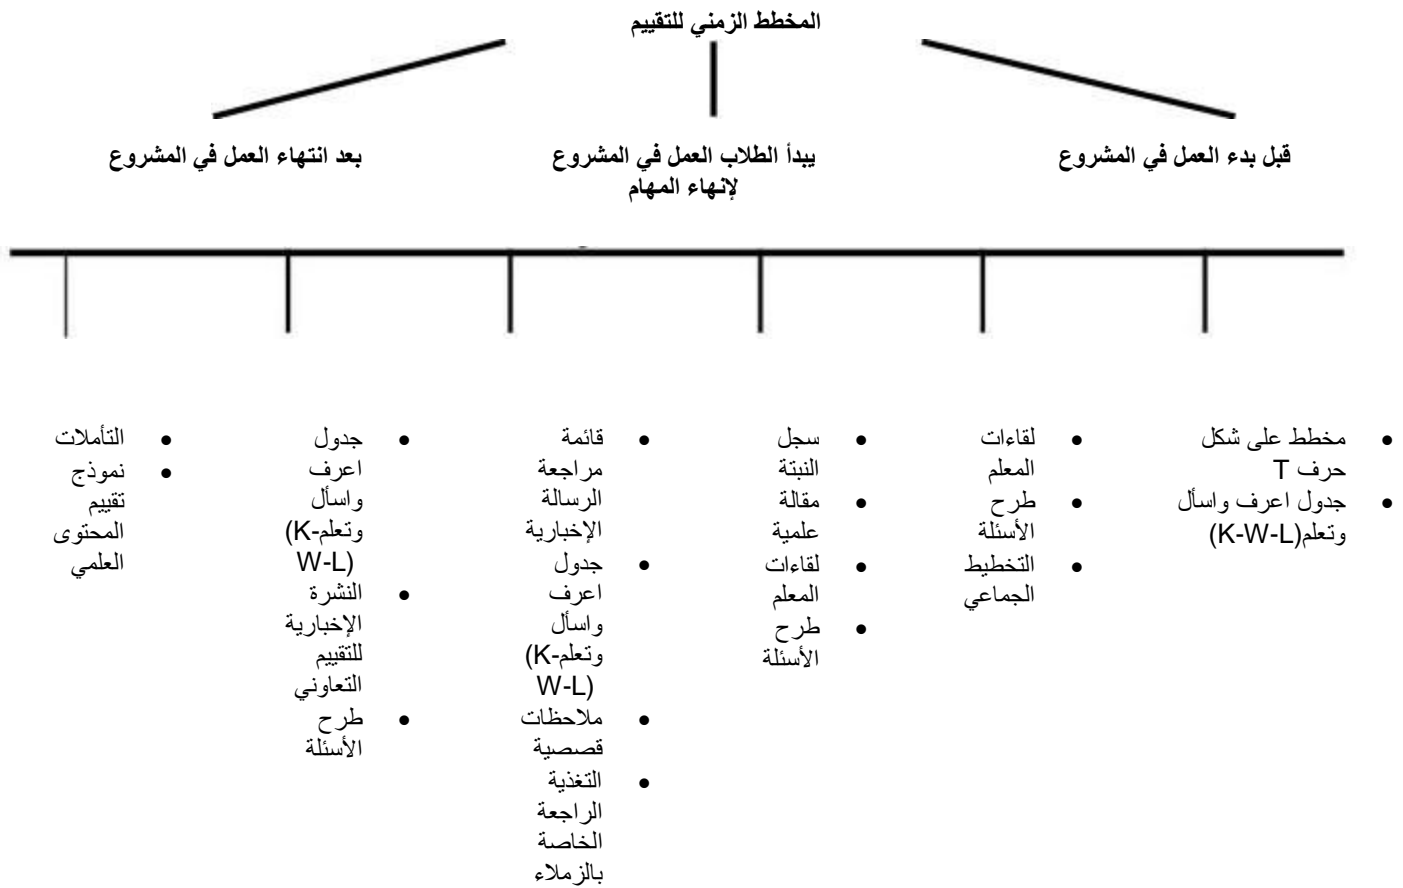 المخطط الزمني للتقييم
قبل بدء العمل في المشروع
يبدأ الطلاب العمل في المشروع
لإنهاء المهام
بعد انتهاء العمل في المشروع
• مخطط على شكل
حرف T
• جدول اعرف واسأل
وتعلم(K-W-L)
• لقاءات
المعلم
• طرح
الأسئلة
• التخطيط
الجماعي
• سجل
النبتة
• مقالة
علمية
• لقاءات
المعلم
• طرح
الأسئلة
• قائمة
مراجعة
الرسالة
الإخبارية
• جدول
اعرف
واسأل
وتعلم(K-
W-L)
• ملاحظات
قصصية
• التغذية
الراجعة
الخاصة
بالزملاء
• جدول
اعرف
واسأل
وتعلم(K-
W-L)
• النشرة
الإخبارية
للتقييم
التعاوني
• طرح
الأسئلة
• التأملات
• نموذج
تقييم
المحتوى
العلمي